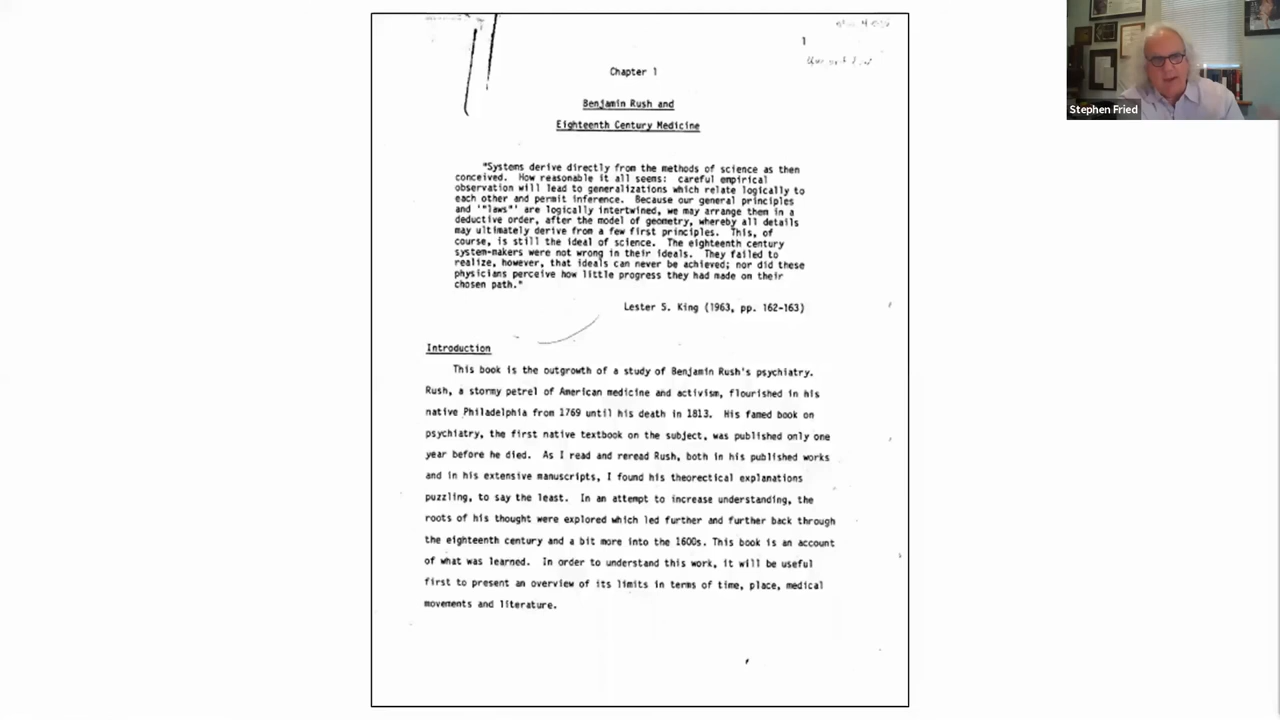 1
Chapter 1
Benjamin Rush and
Eighteenth Century Medicine
"Systems derive directly from the methods of science as then
conceived. How reasonable it all seems: careful empirical
observation will lead to generalizations which relate logically to
each other and permit inference. Because our general principles
and '"laws"' are logically intertwined, we may arrange them in a
deductive order, after the model of geometry, whereby all details
may ultimately derive from a few first principles. This, of
course, is still the ideal of science. The eighteenth century
system-makers were not wrong in their ideals. They failed to
realize, however, that ideals can never be achieved; nor did these
physicians perceive how little progress they had made on their
chosen path."
Lester S. King (1963, pp. 162-163)
Introduction
This book is the outgrowth of a study of Benjamin Rush's psychiatry.
Rush, a stormy petrel of American medicine and activism, flourished in his
native Philadelphia from 1769 until his death in 1813. His famed book on
psychiatry, the first native textbook on the subject, was published only one
year before he died. As I read and reread Rush, both in his published works
and in his extensive manuscripts, I found his theorectical explanations
puzzling, to say the least. In an attempt to increase understanding, the
roots of his thought were explored which led further and further back through
the eighteenth century and a bit more into the 1600s. This book is an account
of what was learned. In order to understand this work, it will be useful
first to present an overview of its limits in terms of time, place, medical
movements and literature.
Stephen Fried